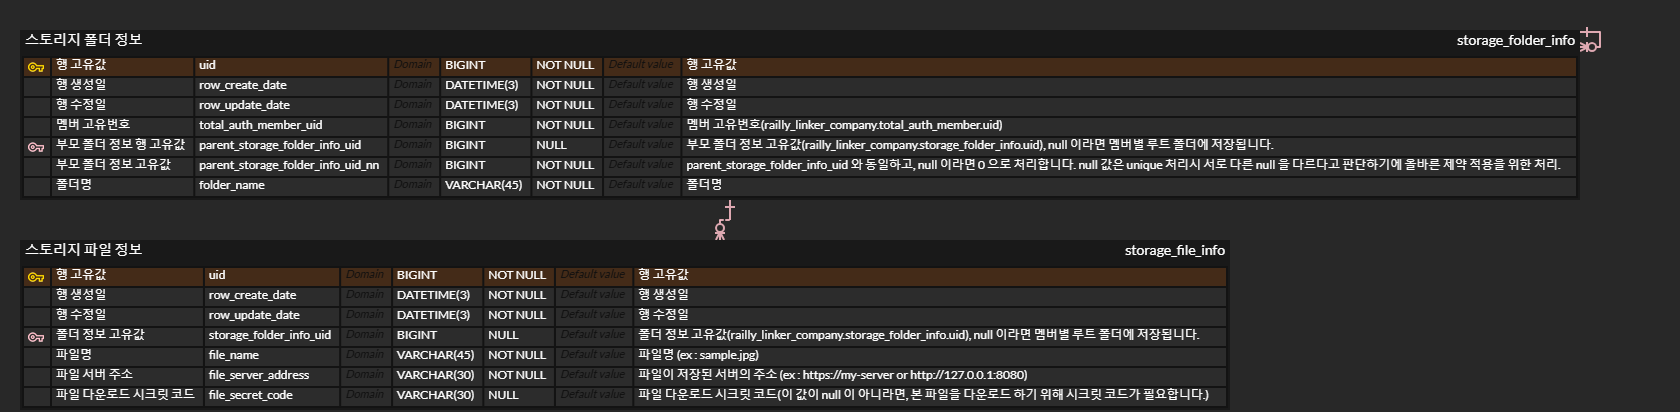 스토리지 폴더 정보 storage_folder_info
행 고유값 uid Domain BIGINT NOT NULL Default value 행 고유값
행 생성일 row_create_date Domain DATETIME(3) NOT NULL Default value 행 생성일
행 수정일 row_update_date Domain DATETIME(3) NOT NULL Default value 행 수정일
멤버 고유번호 total_auth_member_uid Domain BIGINT NOT NULL Default value 멤버 고유번호(railly_linker_company.total_auth_member.uid)
부모 폴더 정보 행 고유값 parent_storage_folder_info_uid Domain BIGINT NULL Default value 부모 폴더 정보 고유값(railly_linker_company.storage_folder_info.uid), null 이라면 멤버별 루트 폴더에 저장됩니다.
부모 폴더 정보 고유값 parent_storage_folder_info_uid_nn Domain BIGINT NOT NULL Default value parent_storage_folder_info_uid 와 동일하고, null 이라면 0 으로 처리합니다. null 값은 unique 처리시 서로 다른 null 을 다르다고 판단하기에 올바른 제약 적용을 위한 처리.
폴더명 folder_name Domain VARCHAR(45) NOT NULL Default value 폴더명
스토리지 파일 정보 storage_file_info
행 고유값 uid Domain BIGINT NOT NULL Default value 행 고유값
행 생성일 row_create_date Domain DATETIME(3) NOT NULL Default value 행 생성일
행 수정일 row_update_date Domain DATETIME(3) NOT NULL Default value 행 수정일
폴더 정보 고유값 storage_folder_info_uid Domain BIGINT NULL Default value 폴더 정보 고유값(railly_linker_company.storage_folder_info.uid), null 이라면 멤버별 루트 폴더에 저장됩니다.
파일명 file_name Domain VARCHAR(45) NOT NULL Default value 파일명 (ex : sample.jpg)
파일 서버 주소 file_server_address Domain VARCHAR(30) NOT NULL Default value 파일이 저장된 서버의 주소 (ex : https://my-server or http://127.0.0.1:8080)
파일 다운로드 시크릿 코드 file_secret_code Domain VARCHAR(30) NULL Default value 파일 다운로드 시크릿 코드(이 값이 null 이 아니라면, 본 파일을 다운로드 하기 위해 시크릿 코드가 필요합니다.)